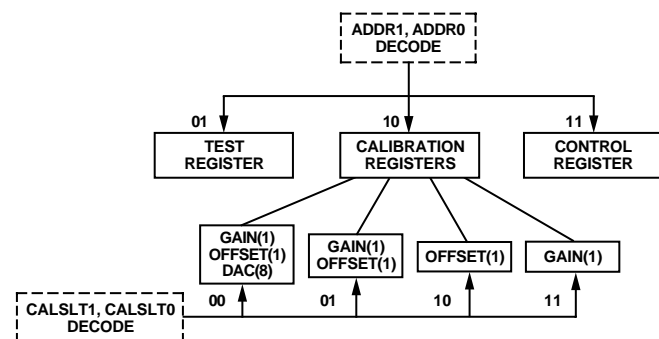 ADDR1, ADDR0
DECODE
01
10
11
TEST
REGISTER
CALIBRATION
REGISTERS
CONTROL
REGISTER
GAIN(1)
OFFSET(1)
DAC(8)
GAIN(1)
OFFSET(1)
OFFSET(1)
GAIN(1)
00
01
10
11
CALSLT1, CALSLT0
DECODE